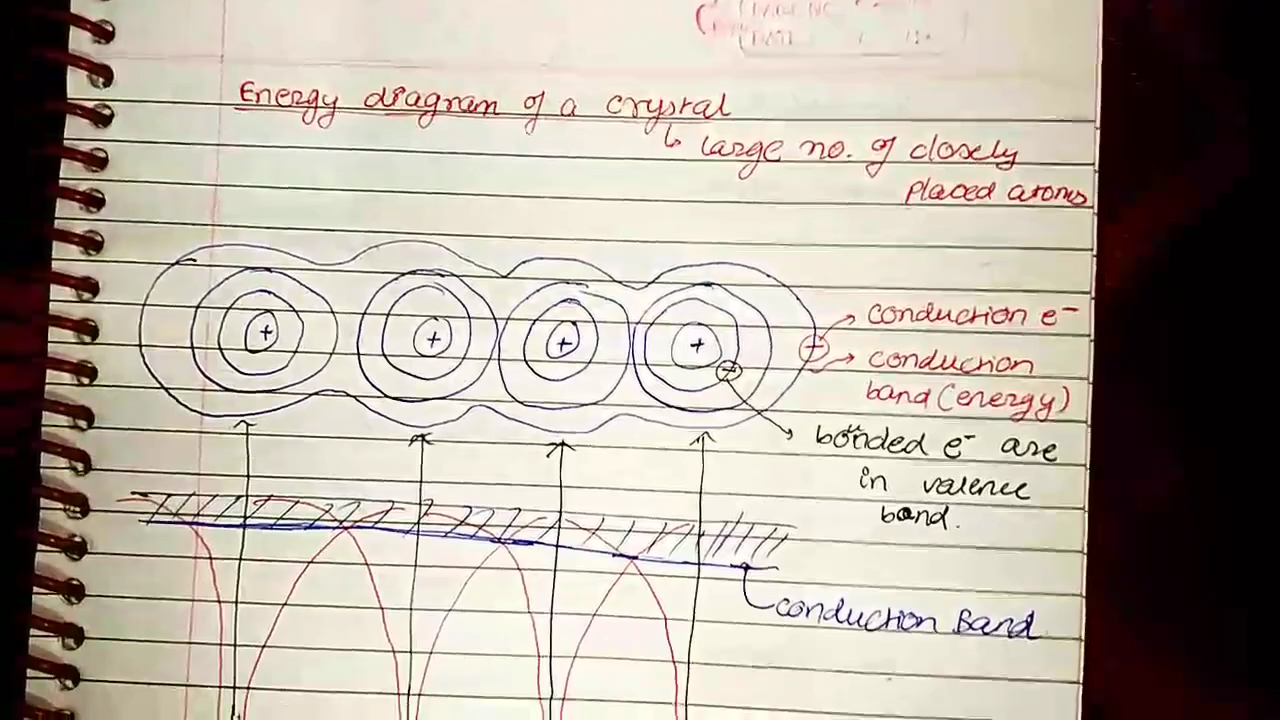 Energy diagram of a crystal
↳ large no. of closely
placed atoms
+ + + +
conduction e⁻
conduction
band (energy)
bonded e⁻ are
in valence
band.
conduction Band